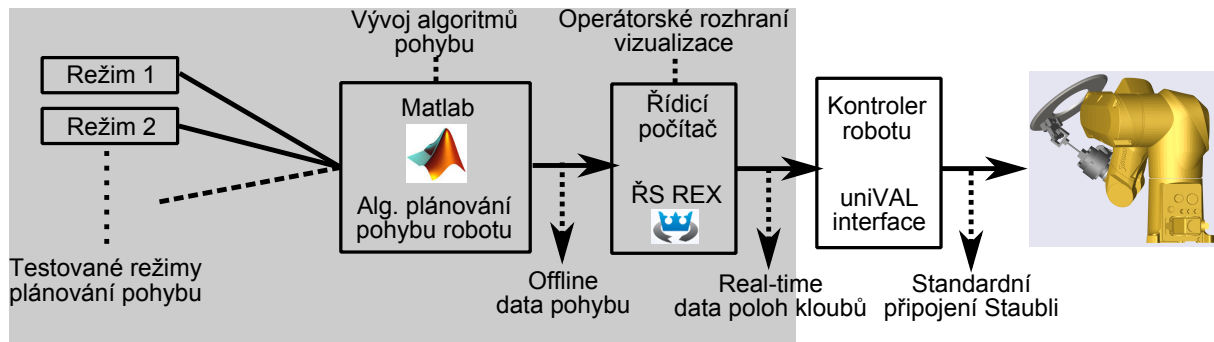 Vývoj algoritmů
pohybu
Operátorské rozhraní
vizualizace
Režim 1
Režim 2
Testované režimy
plánování pohybu
Matlab
Alg. plánování
pohybu robotu
Offline
data pohybu
Řídicí
počítač
ŘS REX
Real-time
data poloh kloubů
Kontroler
robotu
uniVAL
interface
Standardní
připojení Staubli